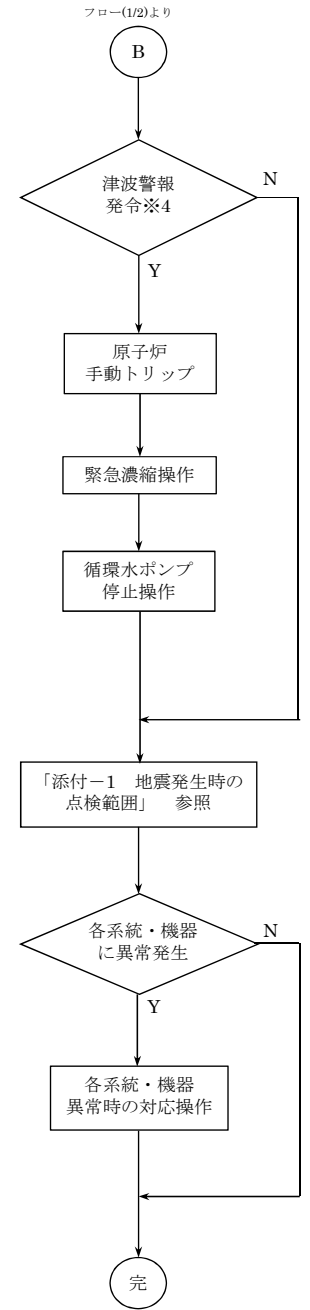 フロー(1/2)より
B
津波警報
発令※4
N
Y
原子炉
手動トリップ
緊急濃縮操作
循環水ポンプ
停止操作
「添付－1　地震発生時の
点検範囲」　参照
各系統・機器
に異常発生
N
Y
各系統・機器
異常時の対応操作
完